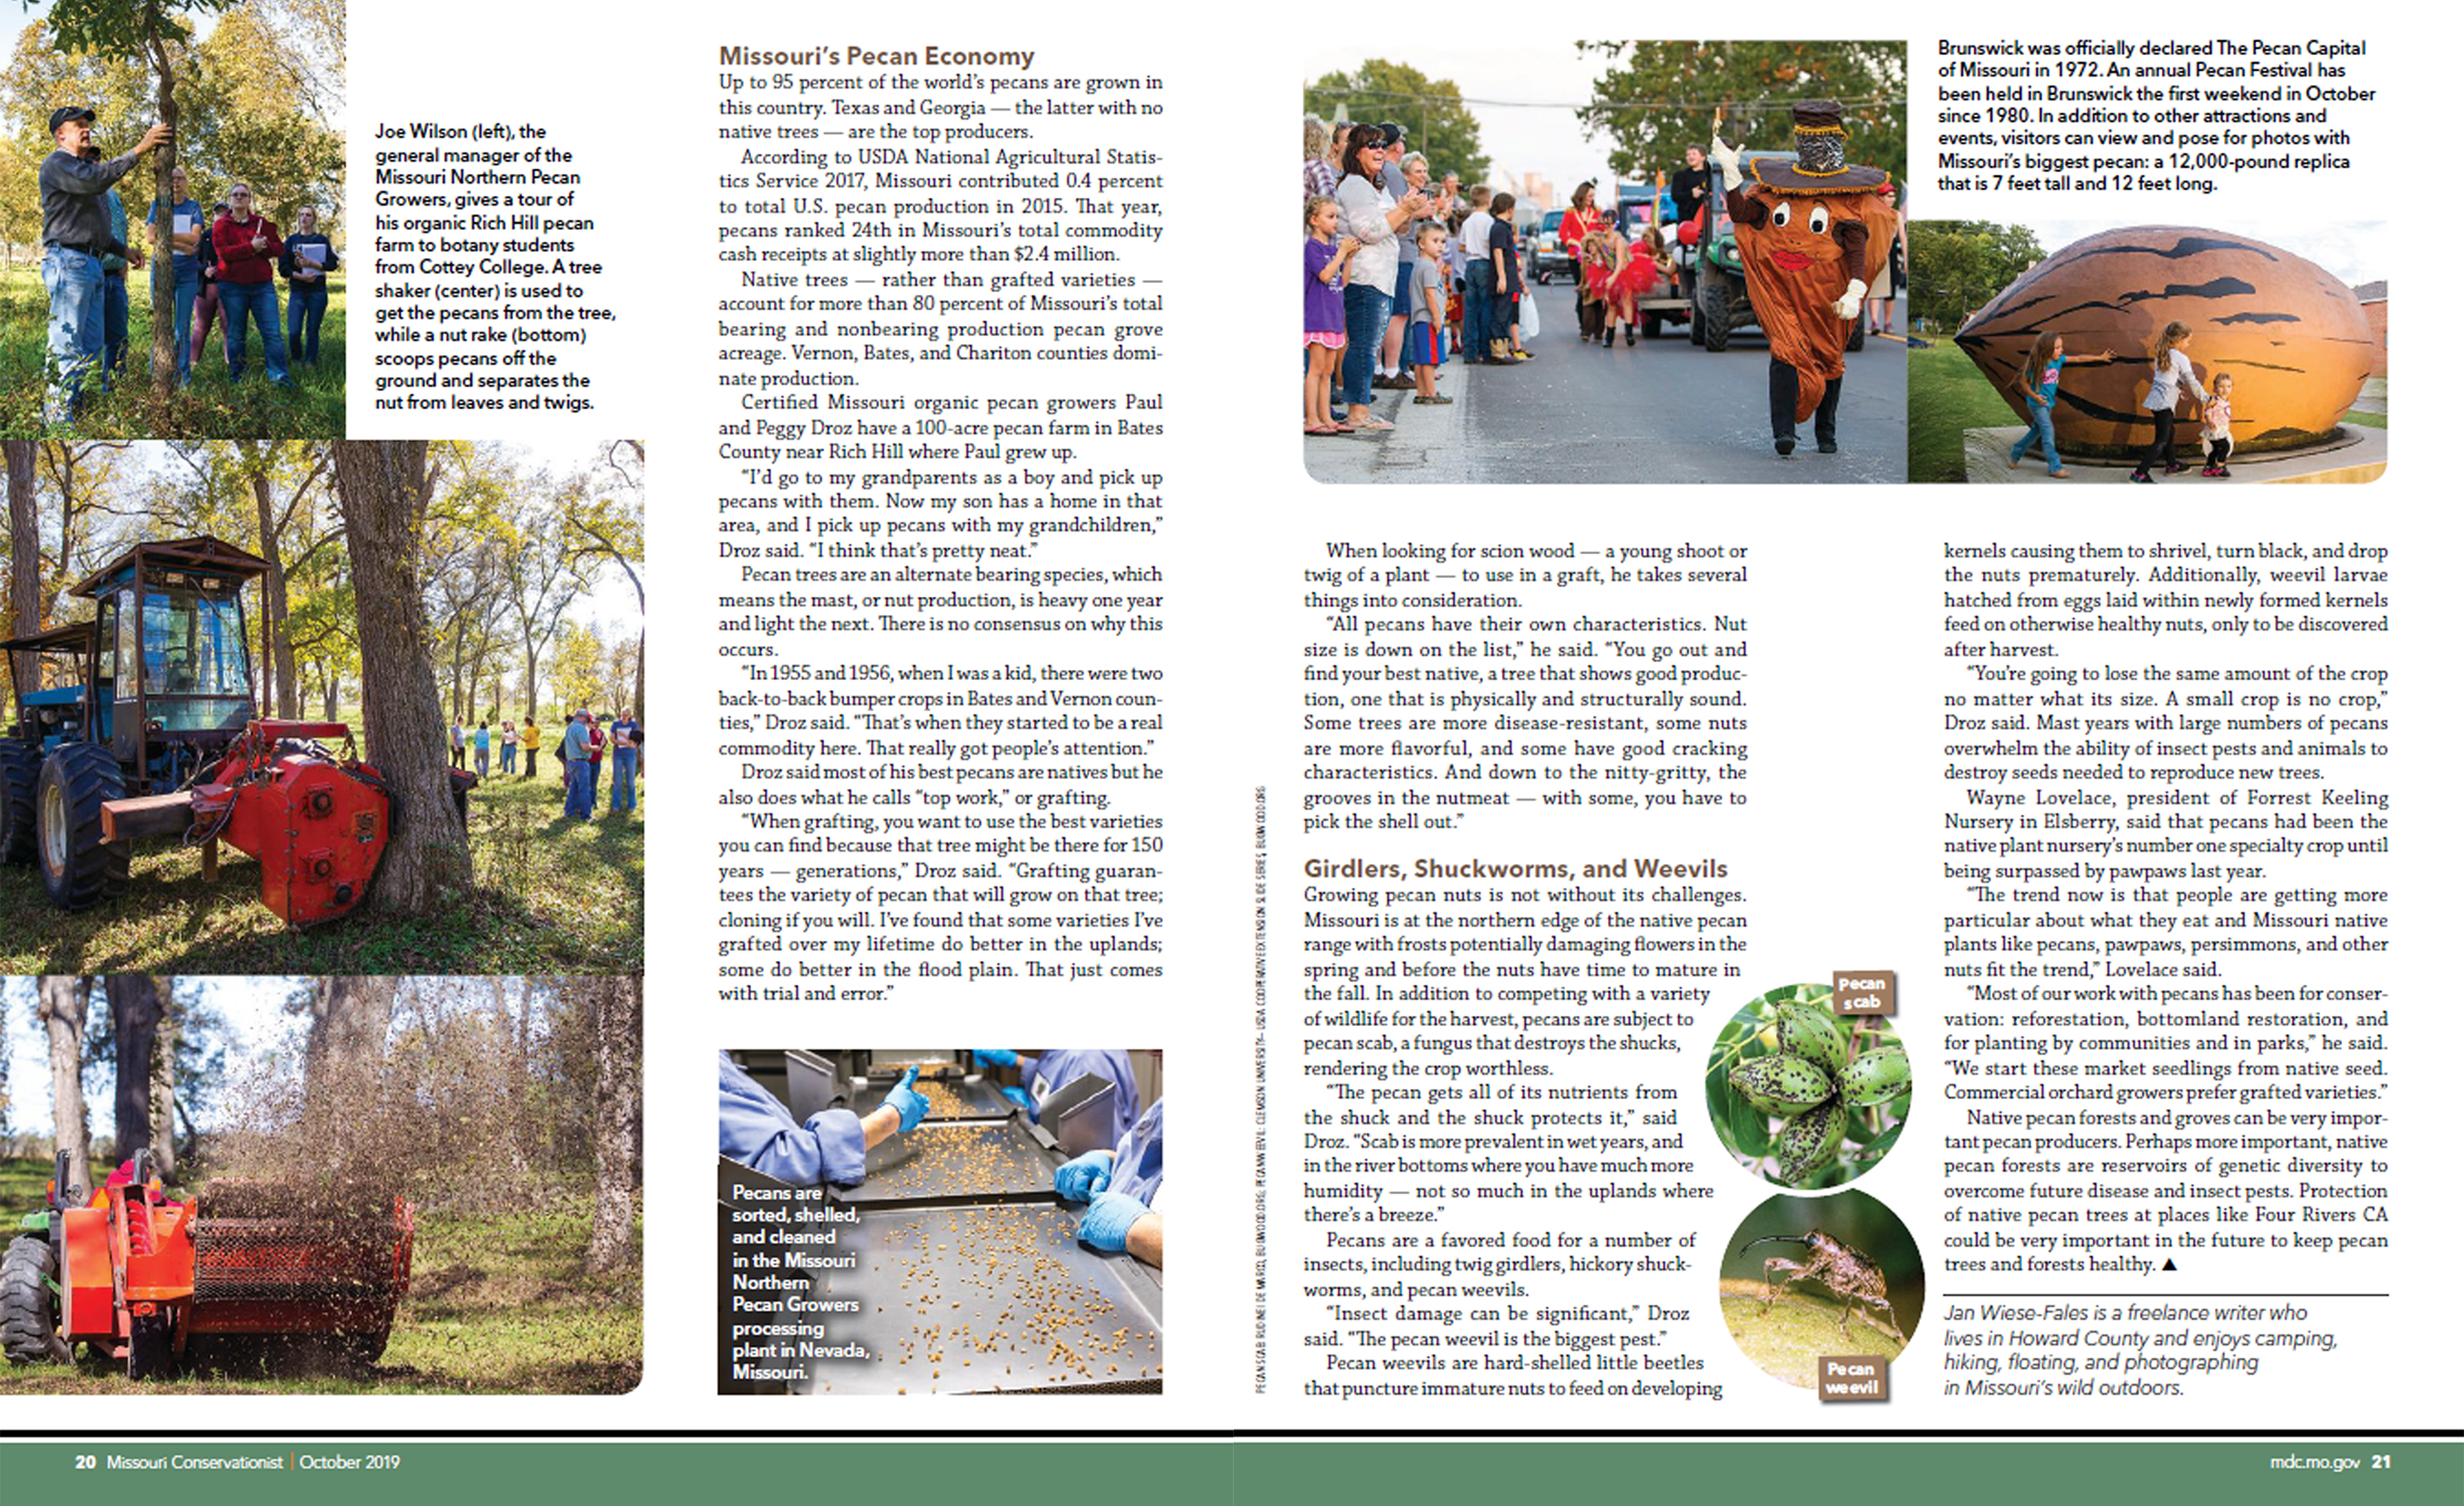 Joe Wilson (left), the
general manager of the
Missouri Northern Pecan
Growers, gives a tour of
his organic Rich Hill pecan
farm to botany students
from Cottey College. A tree
shaker (center) is used to
get the pecans from the tree,
while a nut rake (bottom)
scoops pecans off the
ground and separates the
nut from leaves and twigs.
Missouri's Pecan Economy
Up to 95 percent of the world's pecans are grown in
this country. Texas and Georgia — the latter with no
native trees — are the top producers.
According to USDA National Agricultural Statis-
tics Service 2017, Missouri contributed 0.4 percent
to total U.S. pecan production in 2015. That year,
pecans ranked 24th in Missouri's total commodity
cash receipts at slightly more than $2.4 million.
Native trees — rather than grafted varieties —
account for more than 80 percent of Missouri's total
bearing and nonbearing production pecan grove
acreage. Vernon, Bates, and Chariton counties domi-
nate production.
Certified Missouri organic pecan growers Paul
and Peggy Droz have a 100-acre pecan farm in Bates
County near Rich Hill where Paul grew up.
"I'd go to my grandparents as a boy and pick up
pecans with them. Now my son has a home in that
area, and I pick up pecans with my grandchildren,"
Droz said. "I think that's pretty neat."
Pecan trees are an alternate bearing species, which
means the mast, or nut production, is heavy one year
and light the next. There is no consensus on why this
occurs.
"In 1955 and 1956, when I was a kid, there were two
back-to-back bumper crops in Bates and Vernon coun-
ties," Droz said. "That's when they started to be a real
commodity here. That really got people's attention."
Droz said most of his best pecans are natives but he
also does what he calls "top work," or grafting.
"When grafting, you want to use the best varieties
you can find because that tree might be there for 150
years — generations," Droz said. "Grafting guaran-
tees the variety of pecan that will grow on that tree;
cloning if you will. I've found that some varieties I've
grafted over my lifetime do better in the uplands;
some do better in the flood plain. That just comes
with trial and error."
Pecans are
sorted, shelled,
and cleaned
in the Missouri
Northern
Pecan Growers
processing
plant in Nevada,
Missouri.
20 Missouri Conservationist | October 2019
Brunswick was officially declared The Pecan Capital
of Missouri in 1972. An annual Pecan Festival has
been held in Brunswick the first weekend in October
since 1980. In addition to other attractions and
events, visitors can view and pose for photos with
Missouri's biggest pecan: a 12,000-pound replica
that is 7 feet tall and 12 feet long.
PECAN SCAB: RUDINEI DE MARCO, BUGWOOD.ORG; PECAN WEEVIL: CLEMSON UNIVERSITY – USDA COOPERATIVE EXTENSION SLIDE SERIES, BUGWOOD.ORG
When looking for scion wood — a young shoot or
twig of a plant — to use in a graft, he takes several
things into consideration.
"All pecans have their own characteristics. Nut
size is down on the list," he said. "You go out and
find your best native, a tree that shows good produc-
tion, one that is physically and structurally sound.
Some trees are more disease-resistant, some nuts
are more flavorful, and some have good cracking
characteristics. And down to the nitty-gritty, the
grooves in the nutmeat — with some, you have to
pick the shell out."
Girdlers, Shuckworms, and Weevils
Growing pecan nuts is not without its challenges.
Missouri is at the northern edge of the native pecan
range with frosts potentially damaging flowers in the
spring and before the nuts have time to mature in
the fall. In addition to competing with a variety
of wildlife for the harvest, pecans are subject to
pecan scab, a fungus that destroys the shucks,
rendering the crop worthless.
"The pecan gets all of its nutrients from
the shuck and the shuck protects it," said
Droz. "Scab is more prevalent in wet years, and
in the river bottoms where you have much more
humidity — not so much in the uplands where
there's a breeze."
Pecans are a favored food for a number of
insects, including twig girdlers, hickory shuck-
worms, and pecan weevils.
"Insect damage can be significant," Droz
said. "The pecan weevil is the biggest pest."
Pecan weevils are hard-shelled little beetles
that puncture immature nuts to feed on developing
Pecan
scab
Pecan
weevil
kernels causing them to shrivel, turn black, and drop
the nuts prematurely. Additionally, weevil larvae
hatched from eggs laid within newly formed kernels
feed on otherwise healthy nuts, only to be discovered
after harvest.
"You're going to lose the same amount of the crop
no matter what its size. A small crop is no crop,"
Droz said. Mast years with large numbers of pecans
overwhelm the ability of insect pests and animals to
destroy seeds needed to reproduce new trees.
Wayne Lovelace, president of Forrest Keeling
Nursery in Elsberry, said that pecans had been the
native plant nursery's number one specialty crop until
being surpassed by pawpaws last year.
"The trend now is that people are getting more
particular about what they eat and Missouri native
plants like pecans, pawpaws, persimmons, and other
nuts fit the trend," Lovelace said.
"Most of our work with pecans has been for conser-
vation: reforestation, bottomland restoration, and
for planting by communities and in parks," he said.
"We start these market seedlings from native seed.
Commercial orchard growers prefer grafted varieties."
Native pecan forests and groves can be very impor-
tant pecan producers. Perhaps more important, native
pecan forests are reservoirs of genetic diversity to
overcome future disease and insect pests. Protection
of native pecan trees at places like Four Rivers CA
could be very important in the future to keep pecan
trees and forests healthy. ▲
Jan Wiese-Fales is a freelance writer who
lives in Howard County and enjoys camping,
hiking, floating, and photographing
in Missouri's wild outdoors.
mdc.mo.gov 21